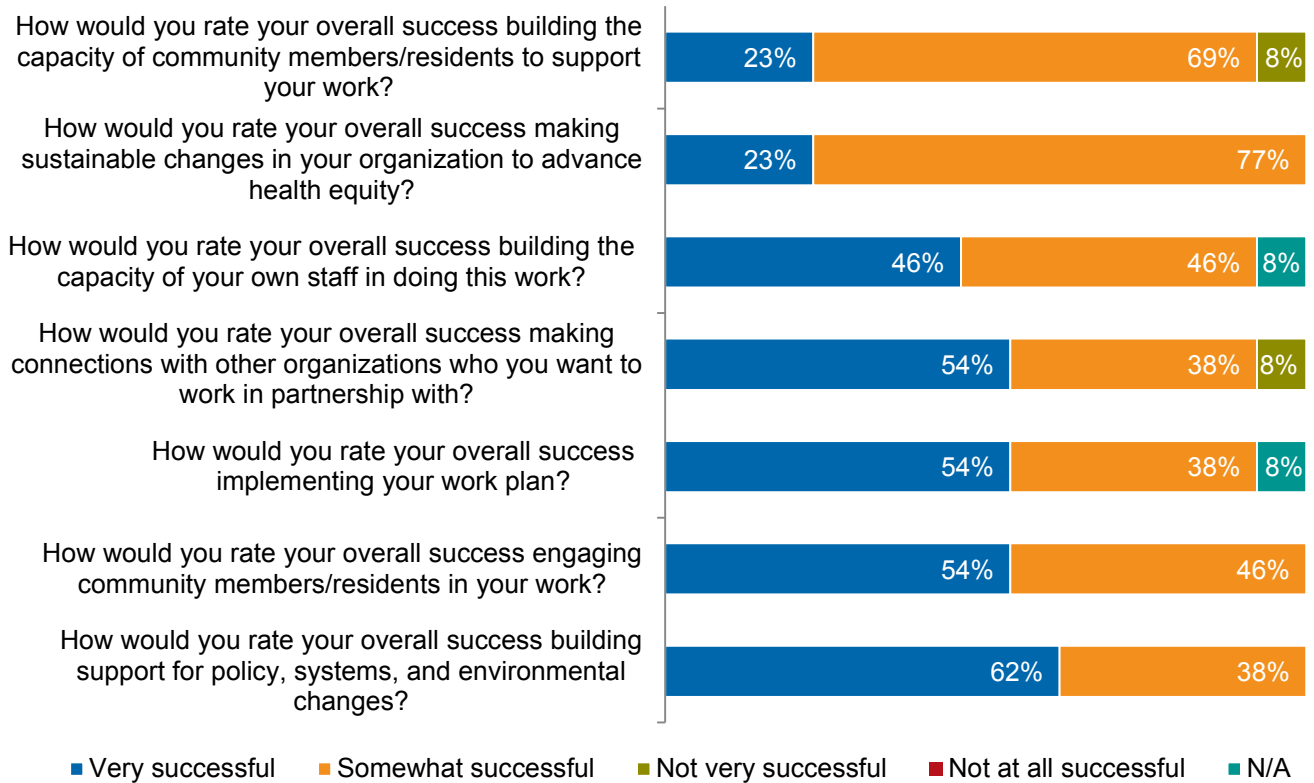 How would you rate your overall success building the
capacity of community members/residents to support
your work?
23% 69% 8%
How would you rate your overall success making
sustainable changes in your organization to advance
health equity?
23% 77%
How would you rate your overall success building the
capacity of your own staff in doing this work?
46% 46% 8%
How would you rate your overall success making
connections with other organizations who you want to
work in partnership with?
54% 38% 8%
How would you rate your overall success
implementing your work plan?
54% 38% 8%
How would you rate your overall success engaging
community members/residents in your work?
54% 46%
How would you rate your overall success building
support for policy, systems, and environmental
changes?
62% 38%
Very successful Somewhat successful Not very successful Not at all successful N/A